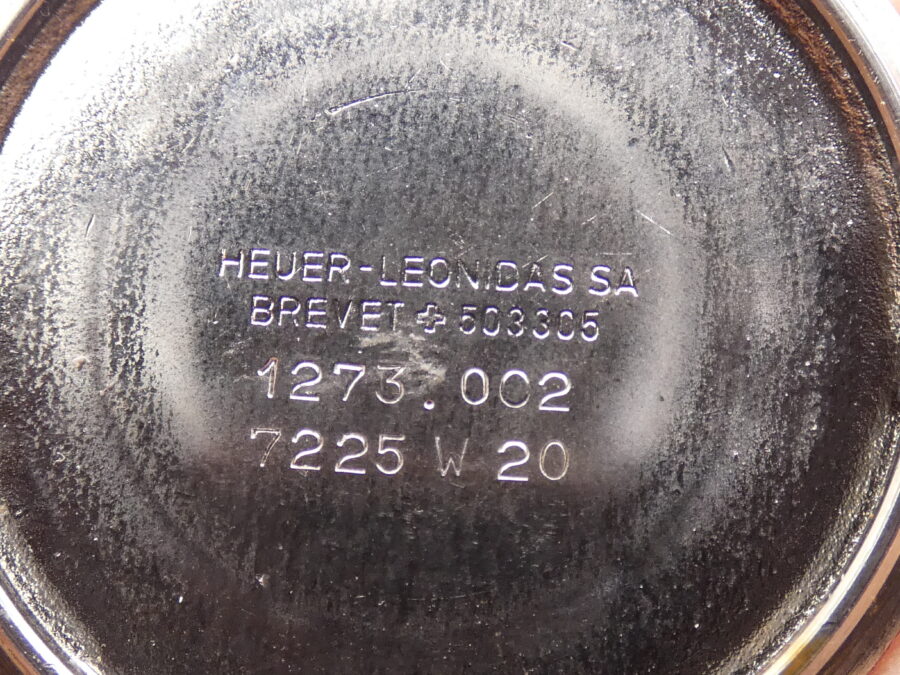 HEUER-LEONIDAS SA
BREVET ✚ 503305
1273.002
7225 W 20